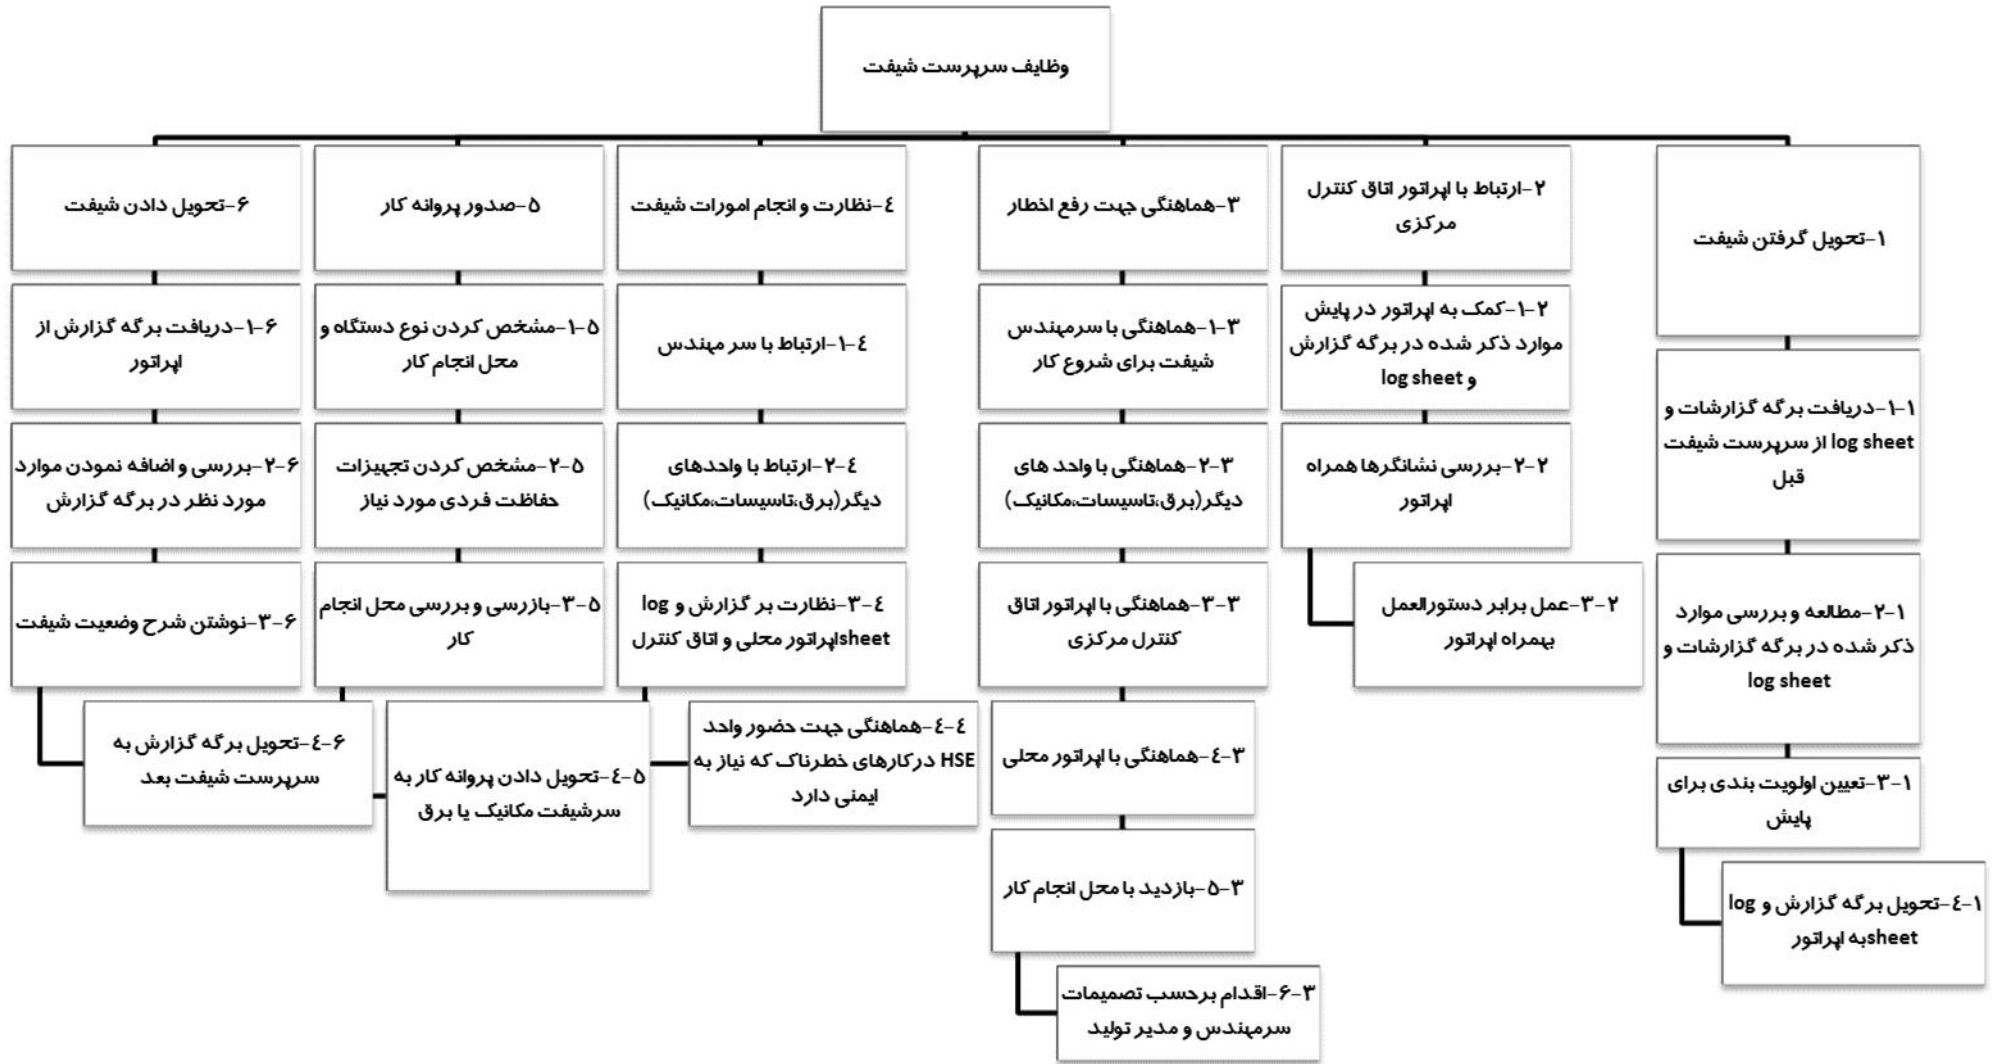 وظایف سرپرست شیفت
۱-تحویل گرفتن شیفت
۱-۱-دریافت برگه گزارشات و
log sheet از سرپرست شیفت
قبل
۲-۱-مطالعه و بررسی موارد
ذکر شده در برگه گزارشات و
log sheet
۳-۱-تعیین اولویت بندی برای
پایش
۴-۱-تحویل برگه گزارش و log
sheetبه اپراتور
۲-ارتباط با اپراتور اتاق کنترل
مرکزی
۱-۲-کمک به اپراتور در پایش
موارد ذکر شده در برگه گزارش
و log sheet
۲-۲-بررسی نشانگرها همراه
اپراتور
۳-۲-عمل برابر دستورالعمل
بهمراه اپراتور
۳-هماهنگی جهت رفع اخطار
۱-۳-هماهنگی با سرمهندس
شیفت برای شروع کار
۲-۳-هماهنگی با واحد های
دیگر(برق،تاسیسات،مکانیک)
۳-۳-هماهنگی با اپراتور اتاق
کنترل مرکزی
۴-۳-هماهنگی با اپراتور محلی
۵-۳-بازدید با محل انجام کار
۶-۳-اقدام برحسب تصمیمات
سرمهندس و مدیر تولید
۴-نظارت و انجام امورات شیفت
۱-۴-ارتباط با سر مهندس
۲-۴-ارتباط با واحدهای
دیگر(برق،تاسیسات،مکانیک)
۳-۴-نظارت بر گزارش و log
sheetاپراتور محلی و اتاق کنترل
۴-۴-هماهنگی جهت حضور واحد
HSE درکارهای خطرناک که نیاز به
ایمنی دارد
۵-صدور پروانه کار
۱-۵-مشخص کردن نوع دستگاه و
محل انجام کار
۲-۵-مشخص کردن تجهیزات
حفاظت فردی مورد نیاز
۳-۵-بازرسی و بررسی محل انجام
کار
۴-۵-تحویل دادن پروانه کار به
سرشیفت مکانیک یا برق
۶-تحویل دادن شیفت
۱-۶-دریافت برگه گزارش از
اپراتور
۲-۶-بررسی و اضافه نمودن موارد
مورد نظر در برگه گزارش
۳-۶-نوشتن شرح وضعیت شیفت
۴-۶-تحویل برگه گزارش به
سرپرست شیفت بعد